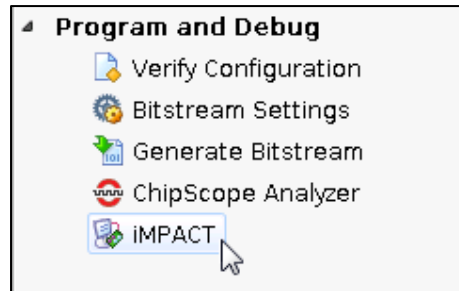 Program and Debug
Verify Configuration
Bitstream Settings
Generate Bitstream
ChipScope Analyzer
iMPACT